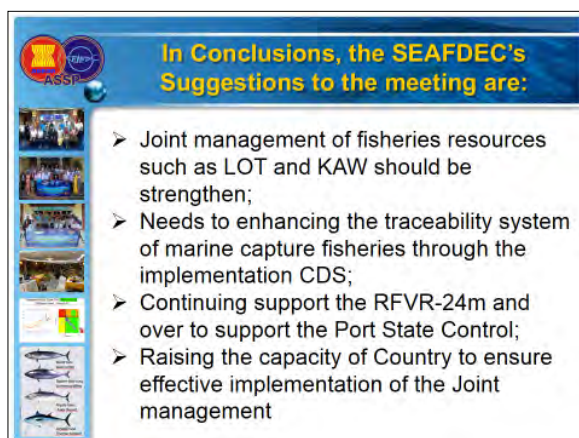 In Conclusions, the SEAFDEC's
Suggestions to the meeting are:
ASSP
➤ Joint management of fisheries resources
such as LOT and KAW should be
strengthen;
➤ Needs to enhancing the traceability system
of marine capture fisheries through the
implementation CDS;
➤ Continuing support the RFVR-24m and
over to support the Port State Control;
➤ Raising the capacity of Country to ensure
effective implementation of the Joint
management